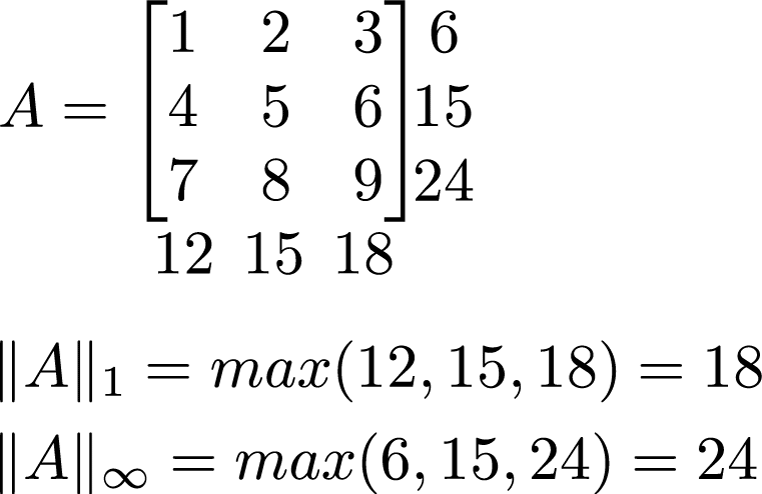 1 2 3 6
A = 4 5 6 15
7 8 9 24
12 15 18
‖A‖₁ = max(12, 15, 18) = 18
‖A‖∞ = max(6, 15, 24) = 24